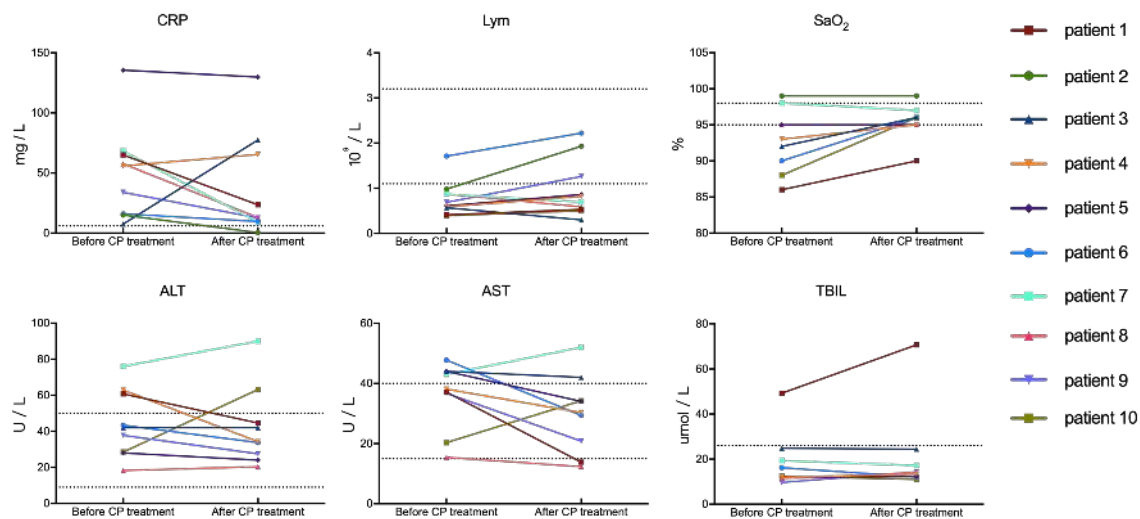 CRP
150
100
50
0
mg / L
Before CP treatment After CP treatment
Lym
4
3
2
1
0
10⁹ / L
Before CP treatment After CP treatment
SaO₂
100
95
90
85
80
%
Before CP treatment After CP treatment
patient 1
patient 2
patient 3
patient 4
patient 5
patient 6
patient 7
patient 8
patient 9
patient 10
ALT
100
80
60
40
20
0
U / L
Before CP treatment After CP treatment
AST
60
40
20
0
U / L
Before CP treatment After CP treatment
TBIL
80
60
40
20
0
umol / L
Before CP treatment After CP treatment